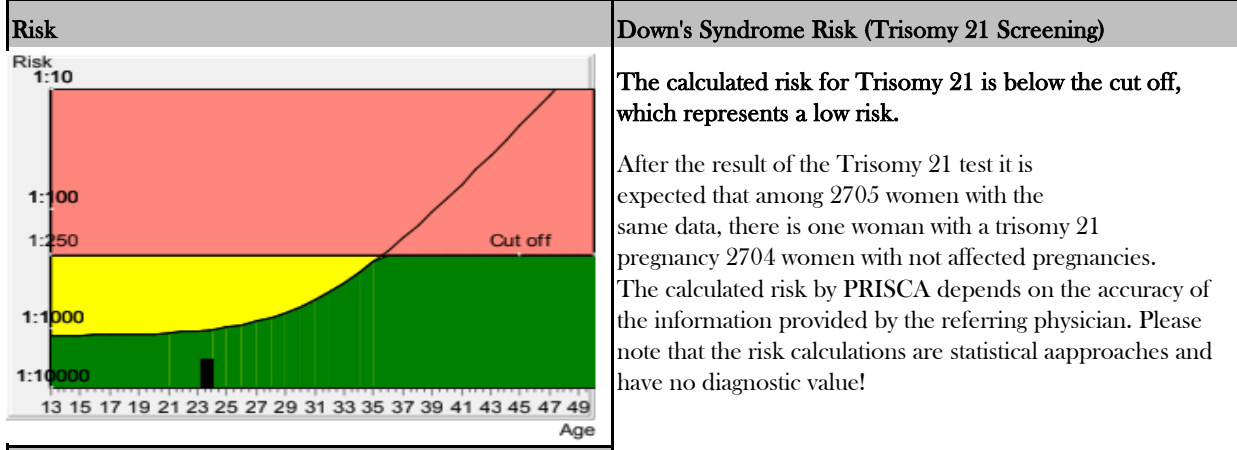 Risk
Down's Syndrome Risk (Trisomy 21 Screening)
Risk
1:10
1:100
1:250
Cut off
1:1000
1:10000
13 15 17 19 21 23 25 27 29 31 33 35 37 39 41 43 45 47 49
Age
The calculated risk for Trisomy 21 is below the cut off,
which represents a low risk.
After the result of the Trisomy 21 test it is
expected that among 2705 women with the
same data, there is one woman with a trisomy 21
pregnancy 2704 women with not affected pregnancies.
The calculated risk by PRISCA depends on the accuracy of
the information provided by the referring physician. Please
note that the risk calculations are statistical aapproaches and
have no diagnostic value!